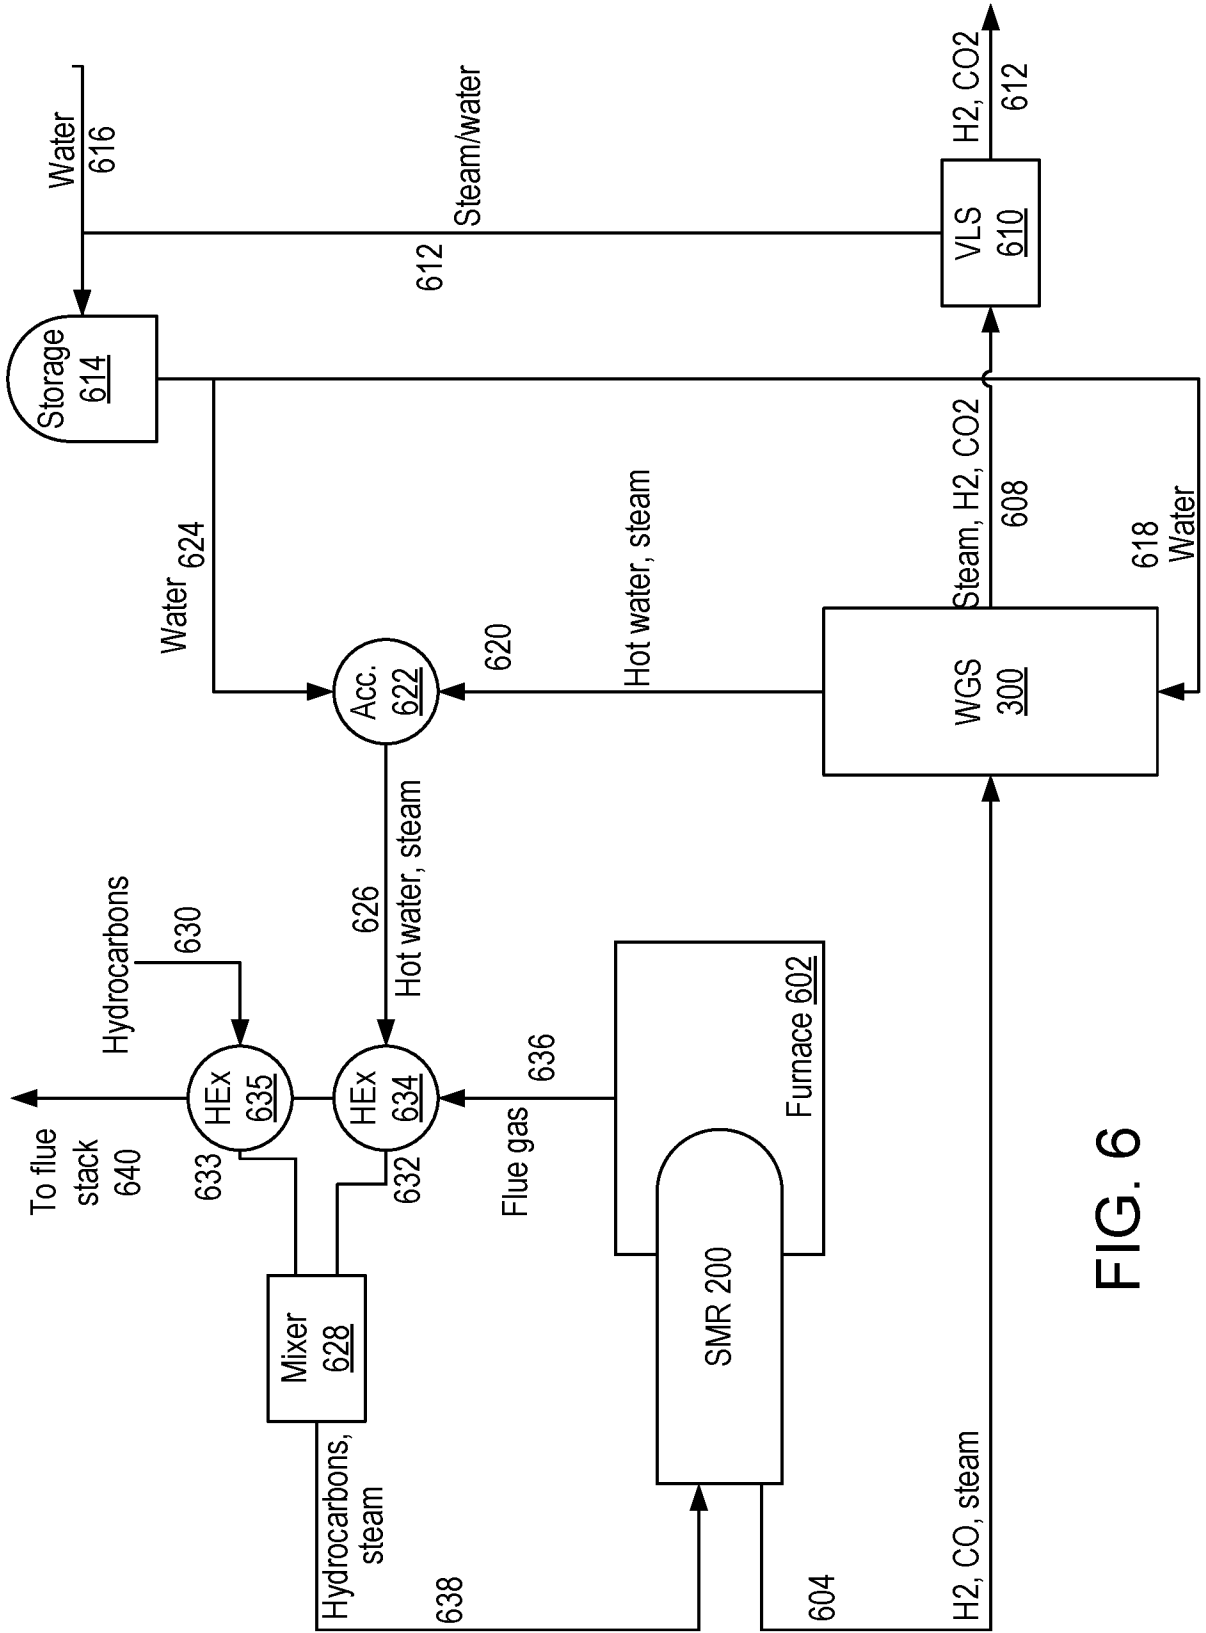 To flue
stack
640
Hydrocarbons
630
HEx
635
633
HEx
634
632
Mixer
628
Hydrocarbons,
steam
638
Flue gas
636
Furnace 602
SMR 200
604
H2, CO, steam
626
Hot water, steam
Acc.
622
Water
624
620
Hot water, steam
WGS
300
Steam, H2, CO2
608
618
Water
Storage
614
Water
616
612
Steam/water
VLS
610
H2, CO2
612
FIG. 6